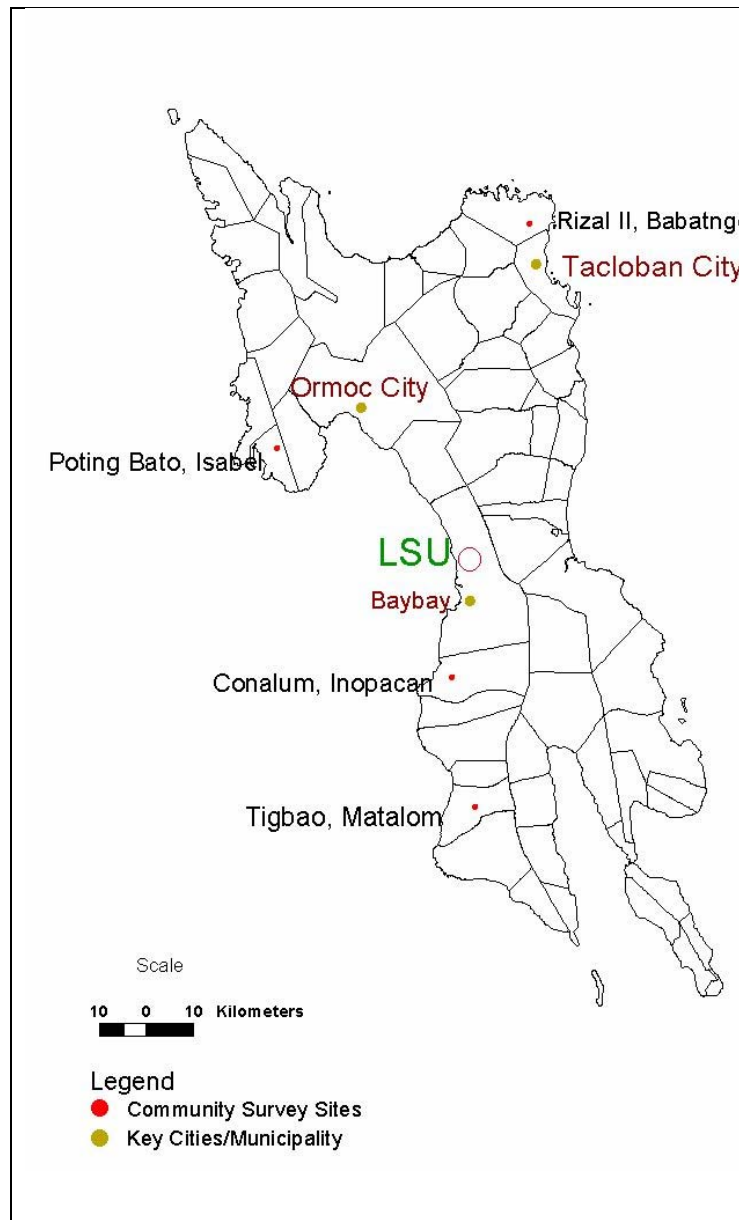 Rizal II, Babatngo
Tacloban City
Ormoc City
Poting Bato, Isabel
LSU
Baybay
Conalum, Inopacan
Tigbao, Matalom
Scale
10 0 10 Kilometers
Legend
Community Survey Sites
Key Cities/Municipality